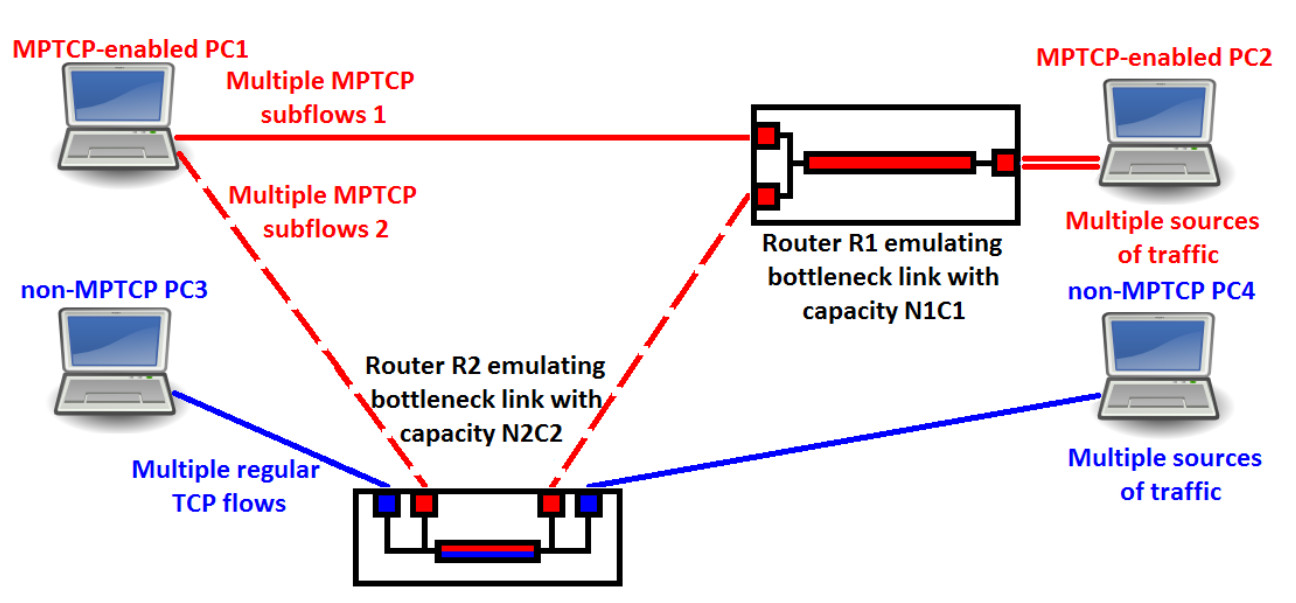 MPTCP-enabled PC1
Multiple MPTCP
subflows 1
MPTCP-enabled PC2
Multiple MPTCP
subflows 2
Multiple sources
of traffic
Router R1 emulating
bottleneck link with
capacity N1C1
non-MPTCP PC3
non-MPTCP PC4
Router R2 emulating
bottleneck link with
capacity N2C2
Multiple regular
TCP flows
Multiple sources
of traffic